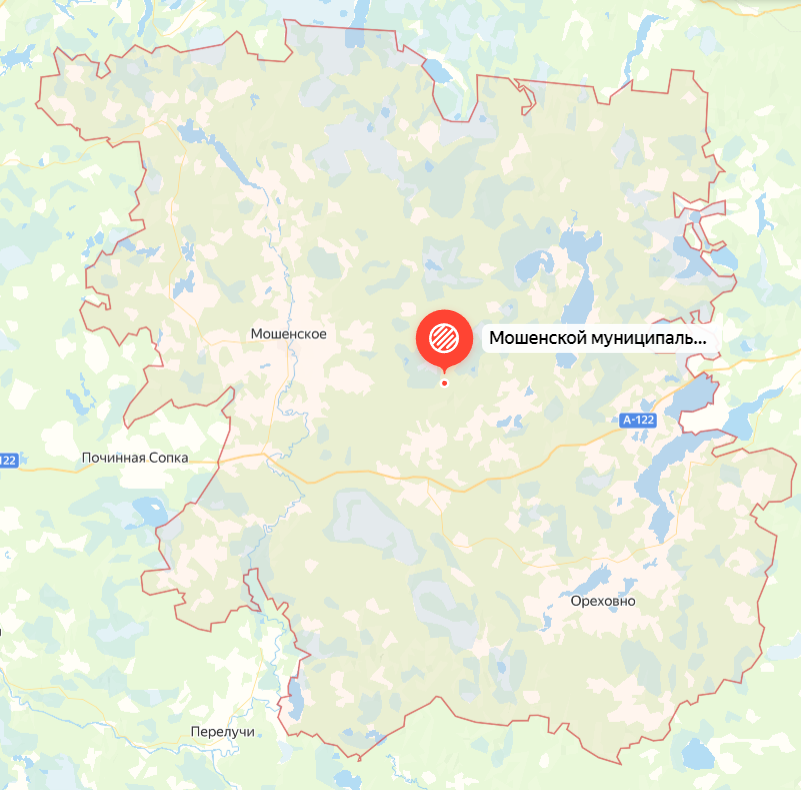 Мошенское
Мошенской муниципаль...
А-122
122
Починная Сопка
Ореховно
Перелучи